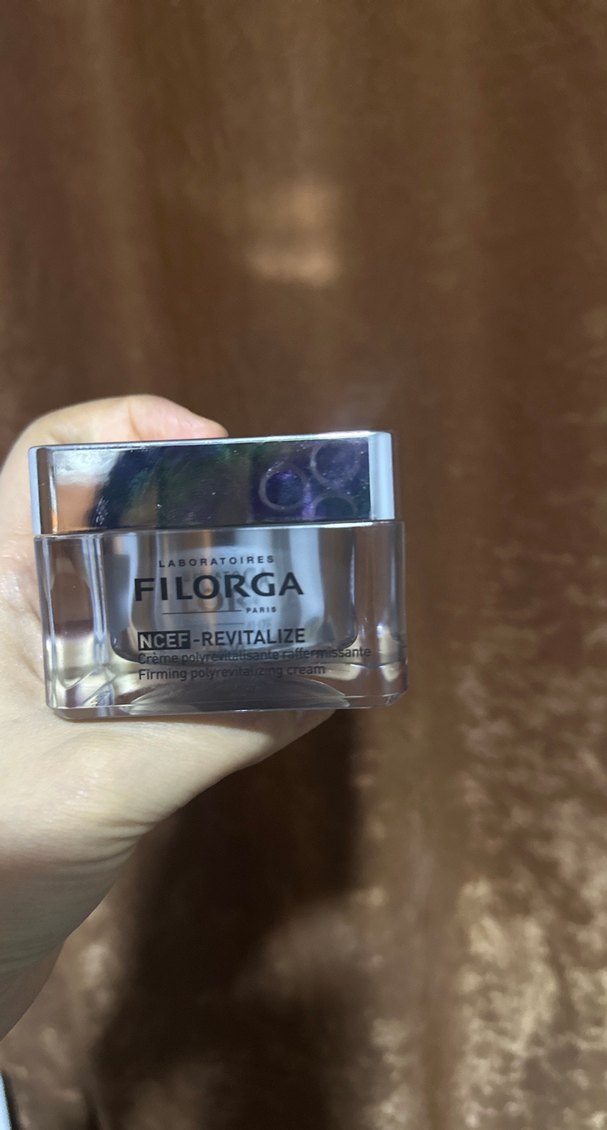 LABORATOIRES
FILORGA
PARIS
NCEF-REVITALIZE
Crème polyrevitalisante raffermissante
Firming polyrevitalizing cream